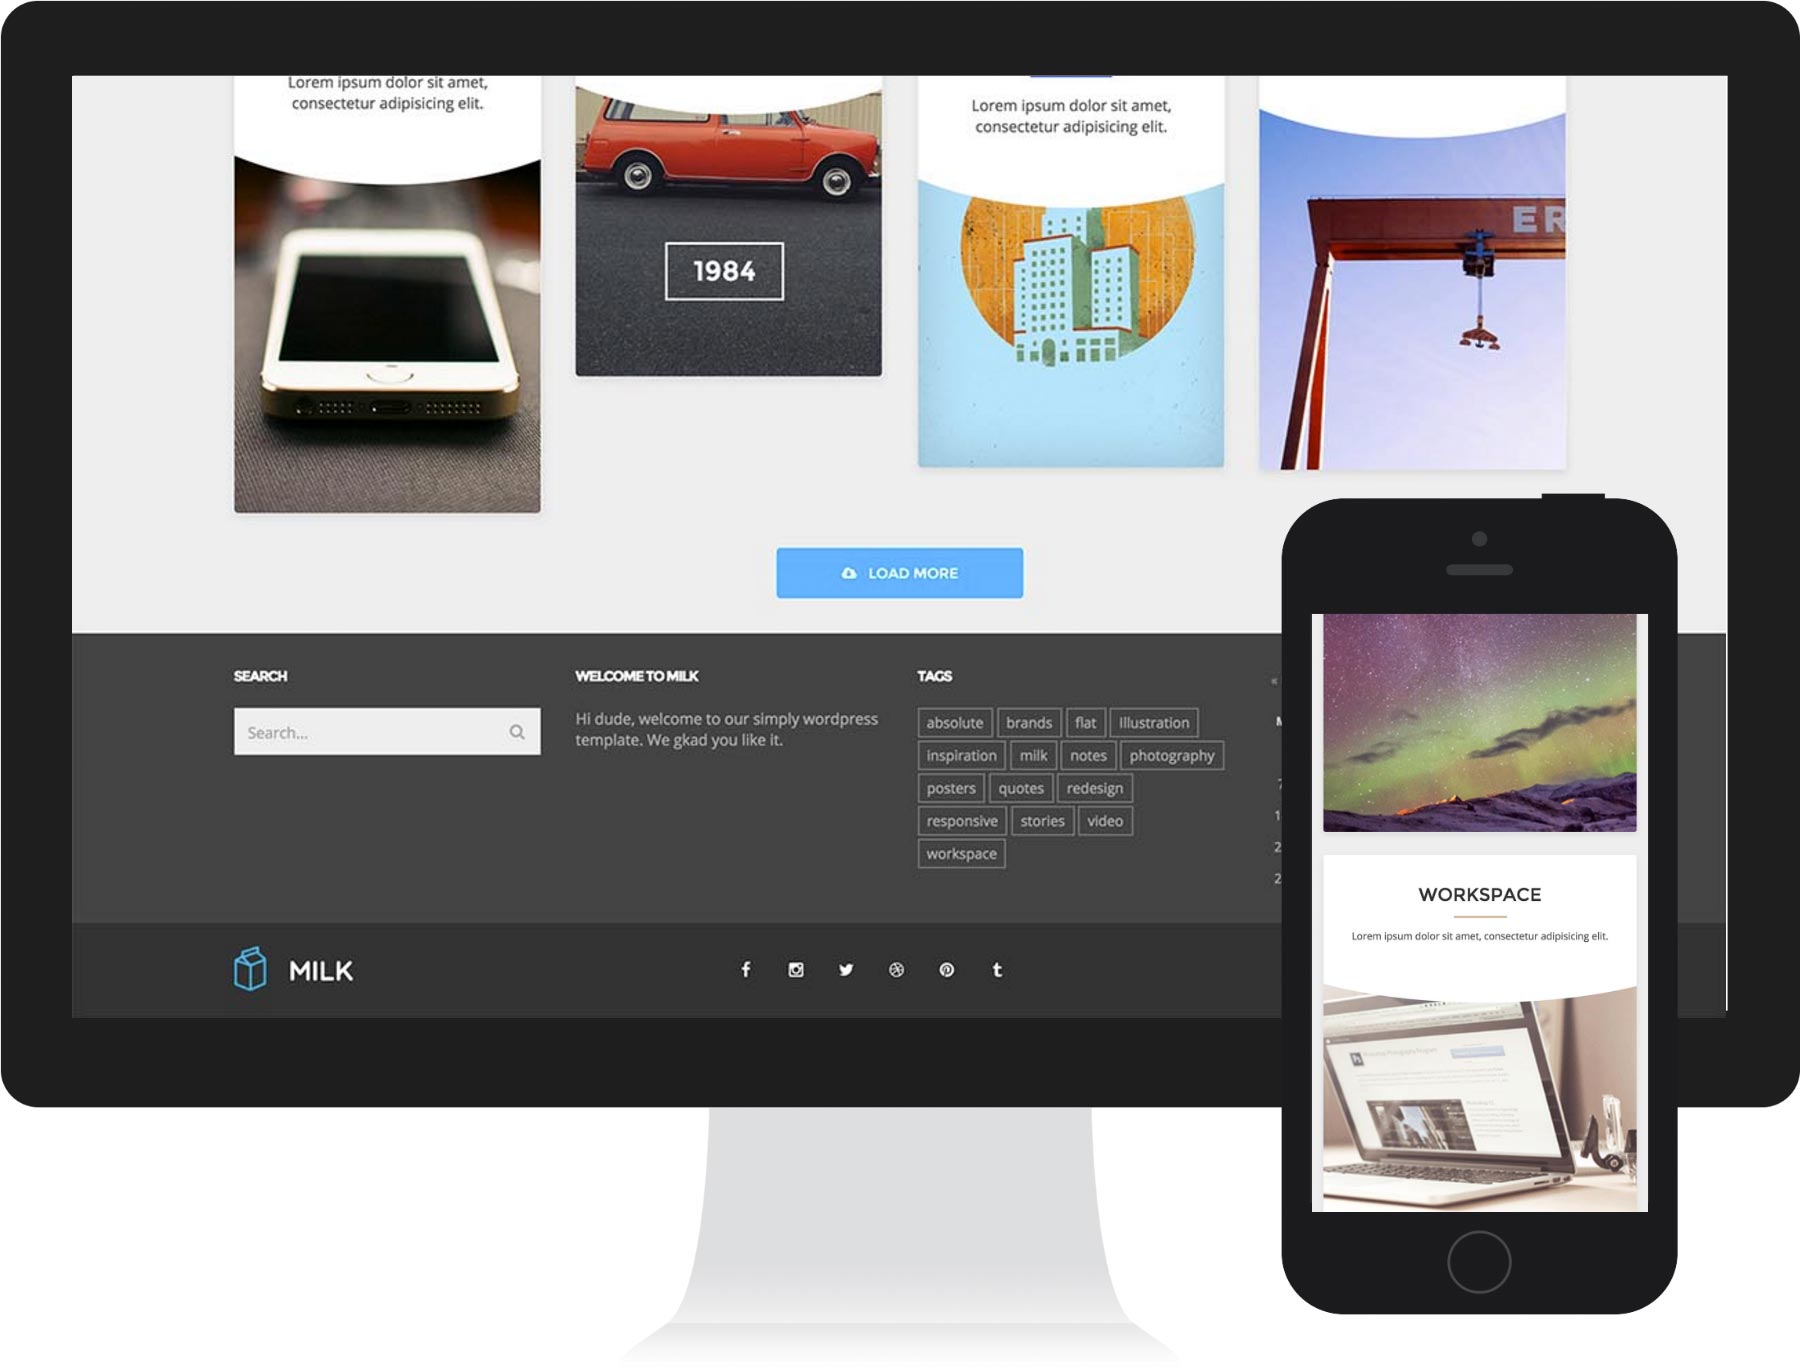 Lorem ipsum dolor sit amet,
consectetur adipisicing elit.
1984
Lorem ipsum dolor sit amet,
consectetur adipisicing elit.
ER
LOAD MORE
SEARCH
Search...
WELCOME TO MILK
Hi dude, welcome to our simply wordpress
template. We gkad you like it.
TAGS
absolute brands flat Illustration
inspiration milk notes photography
posters quotes redesign
responsive stories video
workspace
«
MILK
WORKSPACE
Lorem ipsum dolor sit amet, consectetur adipisicing elit.